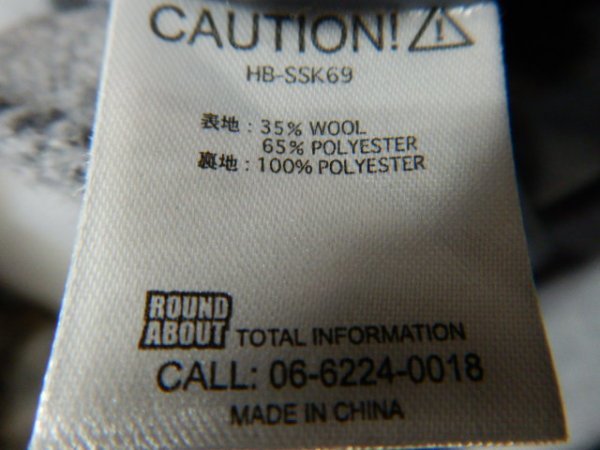 CAUTION!
HB-SSK69
表地 : 35% WOOL
65% POLYESTER
裏地 : 100% POLYESTER
ROUND
ABOUT TOTAL INFORMATION
CALL: 06-6224-0018
MADE IN CHINA